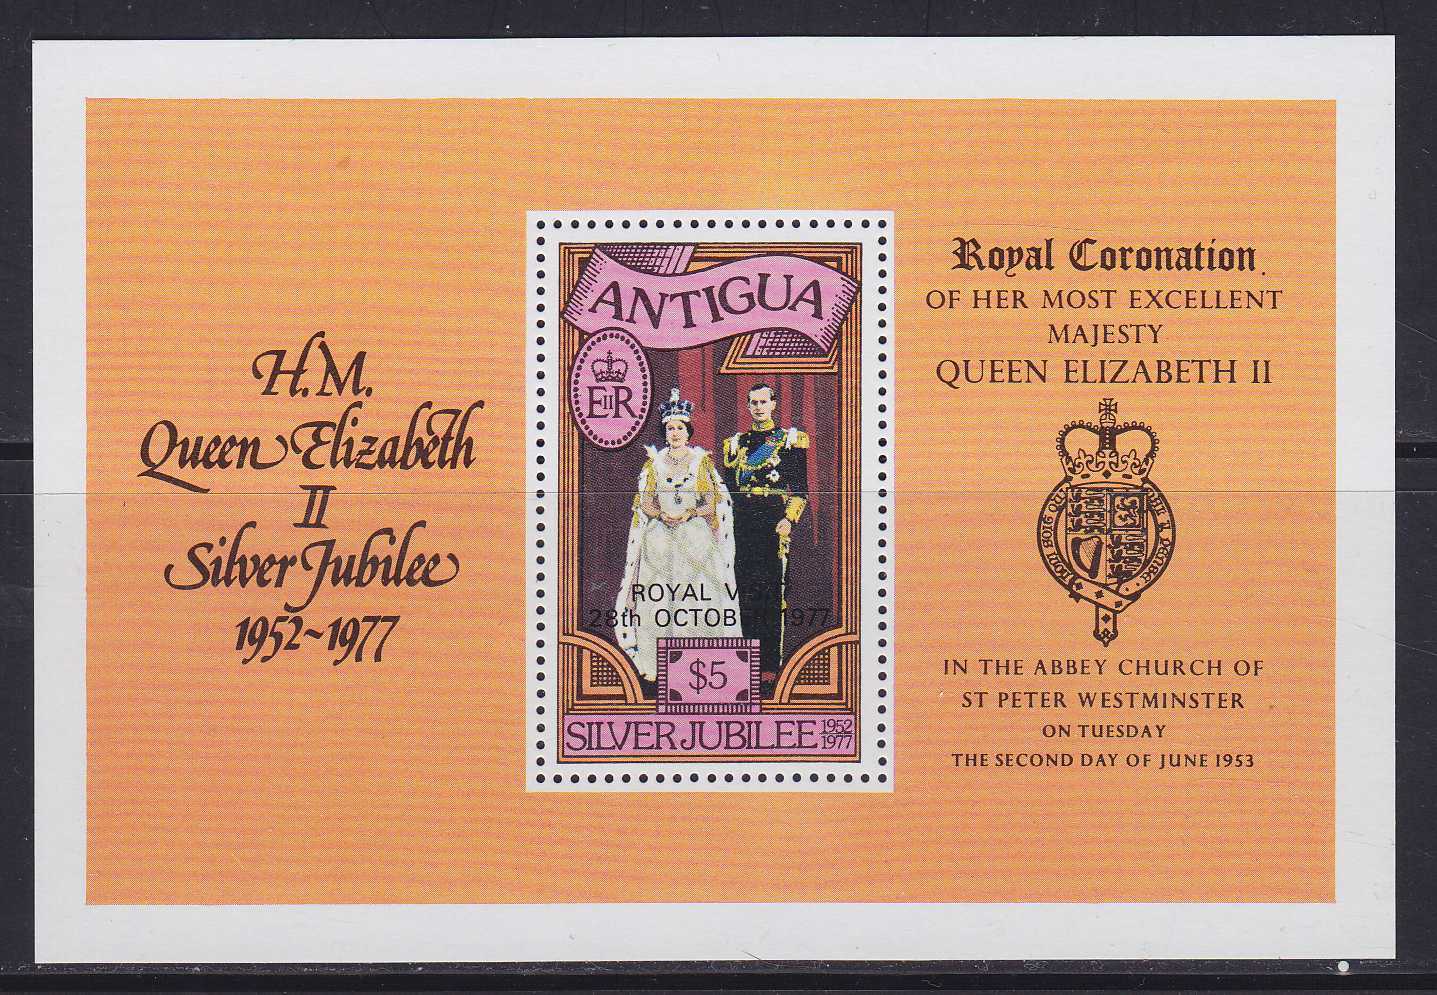 H.M.
Queen Elizabeth
II
Silver Jubilee
1952~1977
ANTIGUA
EIIR
ROYAL VISIT
28th OCTOBER 1977
$5
SILVER JUBILEE 1952 1977
Royal Coronation
OF HER MOST EXCELLENT
MAJESTY
QUEEN ELIZABETH II
IN THE ABBEY CHURCH OF
ST PETER WESTMINSTER
ON TUESDAY
THE SECOND DAY OF JUNE 1953